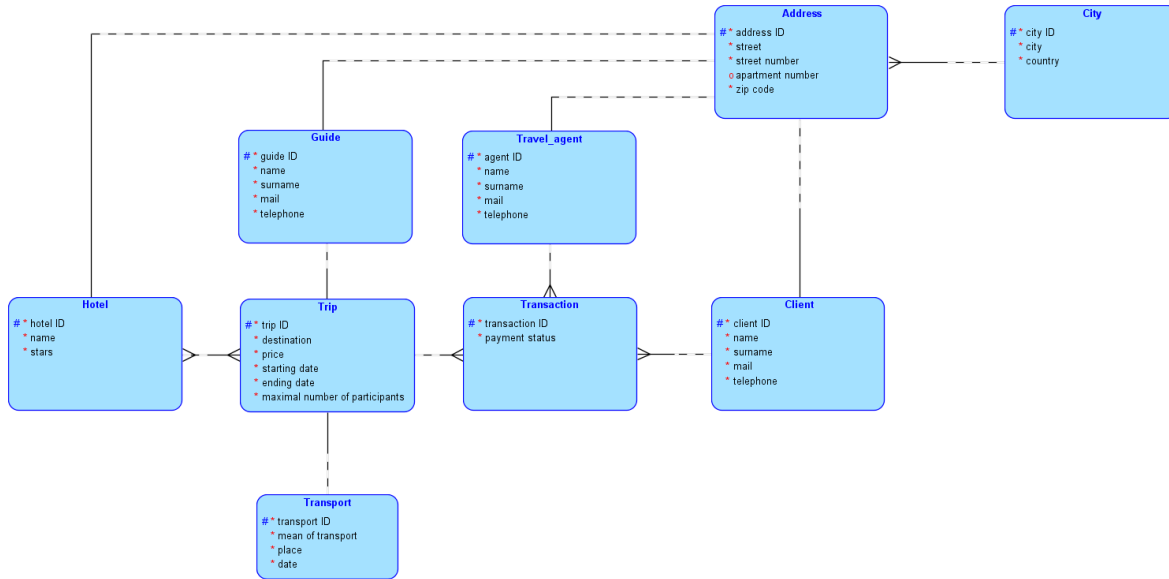 Address
# * address ID
* street
* street number
o apartment number
* zip code
City
# * city ID
* city
* country
Guide
# * guide ID
* name
* surname
* mail
* telephone
Travel_agent
# * agent ID
* name
* surname
* mail
* telephone
Hotel
# * hotel ID
* name
* stars
Trip
# * trip ID
* destination
* price
* starting date
* ending date
* maximal number of participants
Transaction
# * transaction ID
* payment status
Client
# * client ID
* name
* surname
* mail
* telephone
Transport
# * transport ID
* mean of transport
* place
* date